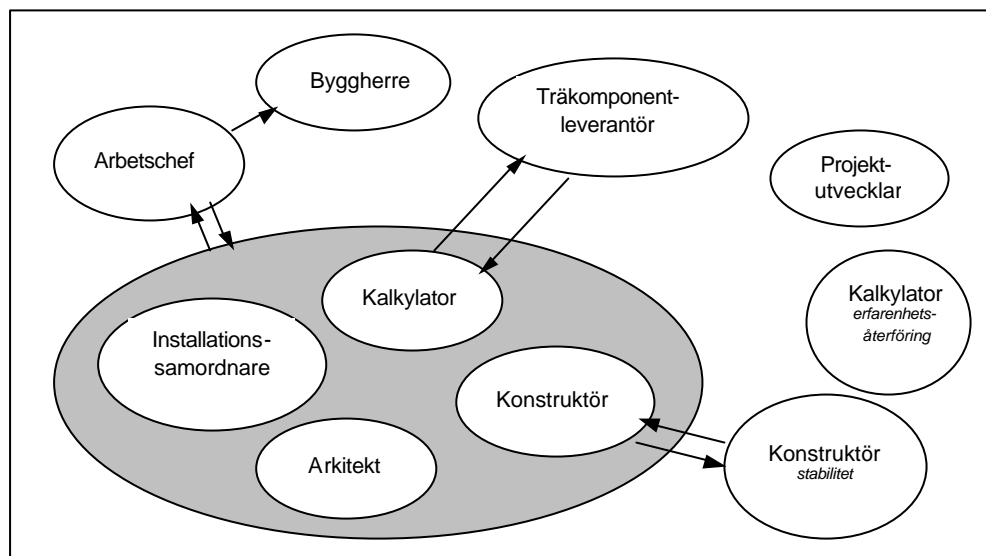 Byggherre
Träkomponent-
leverantör
Arbetschef
Projekt-
utvecklar
Kalkylator
Kalkylator
erfarenhets-
återföring
Installations-
samordnare
Konstruktör
Konstruktör
stabilitet
Arkitekt